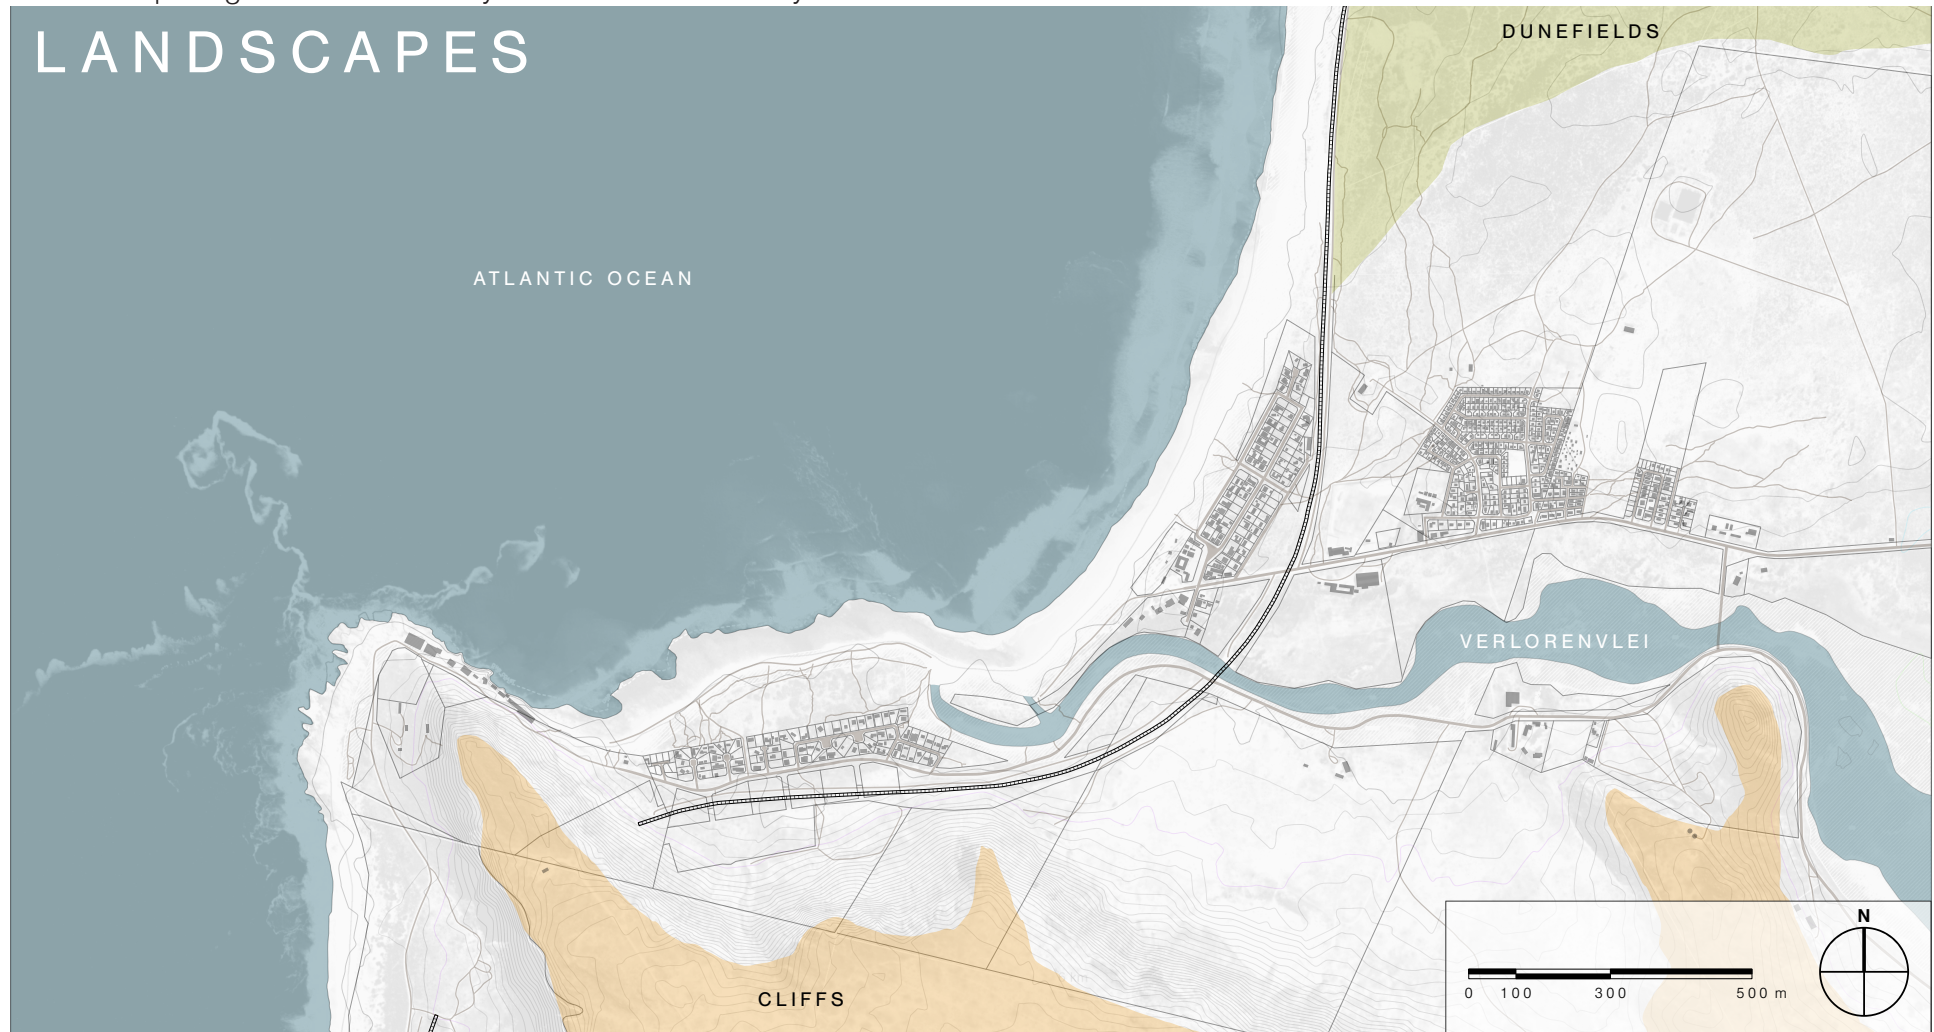 LANDSCAPES
DUNEFIELDS
ATLANTIC OCEAN
VERLORENVLEI
CLIFFS
N
0 100 300 500 m